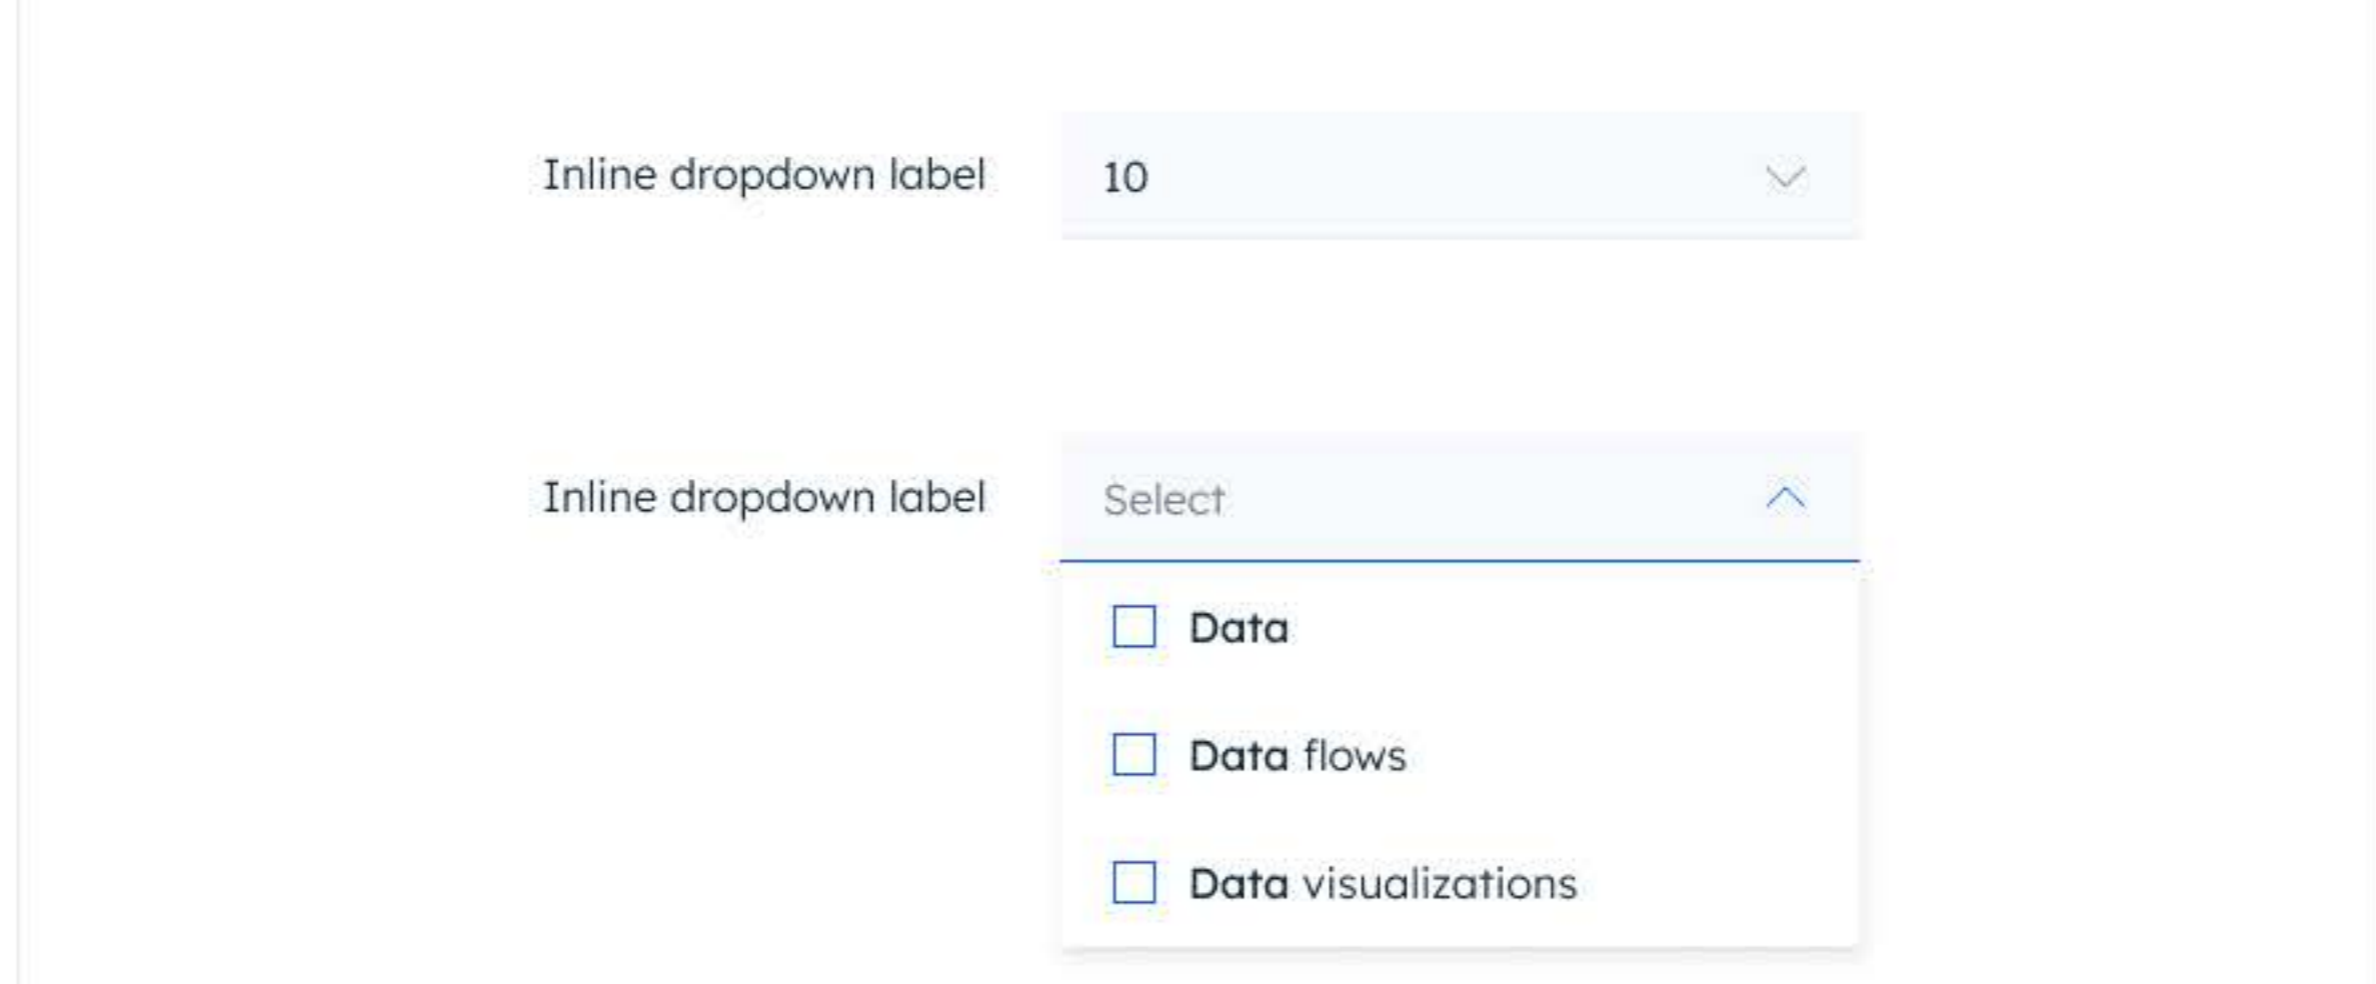 Inline dropdown label 10
Inline dropdown label Select
Data
Data flows
Data visualizations